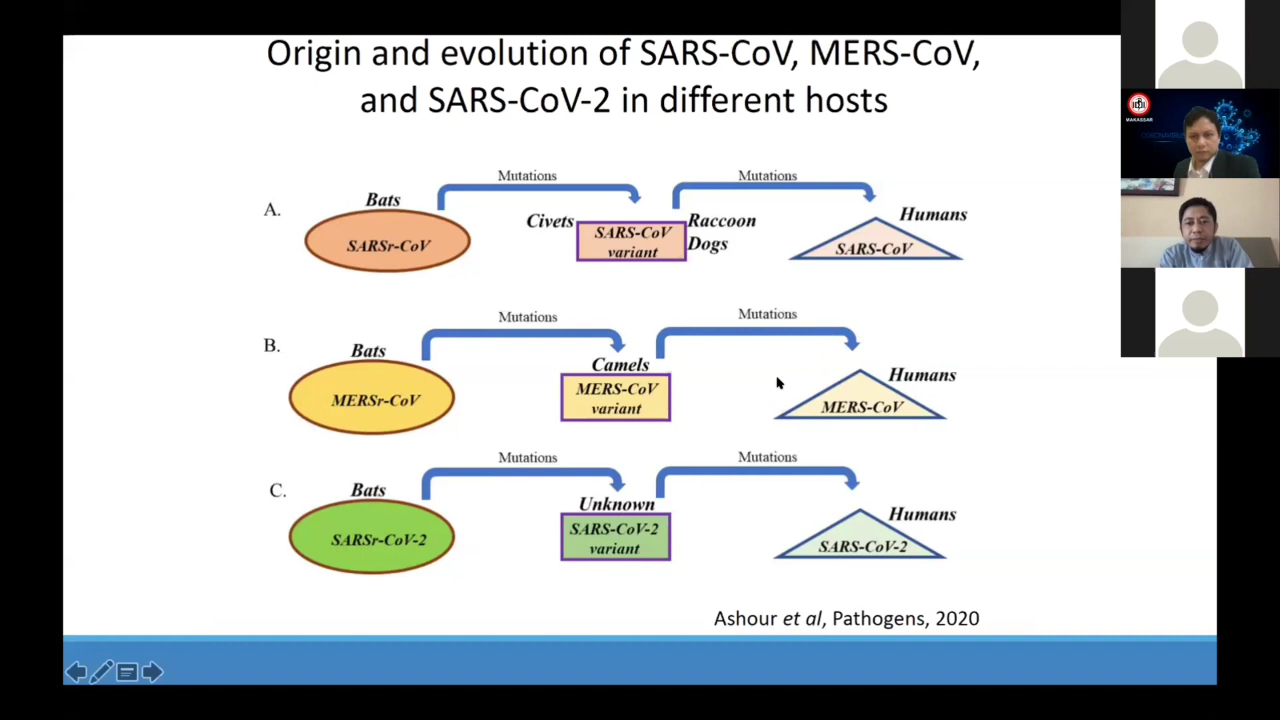 Origin and evolution of SARS-CoV, MERS-CoV,
and SARS-CoV-2 in different hosts
A.
Bats
SARSr-CoV
Mutations
Civets
SARS-CoV
variant
Raccoon
Dogs
Mutations
Humans
SARS-CoV
B.
Bats
MERSr-CoV
Mutations
Camels
MERS-CoV
variant
Mutations
Humans
MERS-CoV
C.
Bats
SARSr-CoV-2
Mutations
Unknown
SARS-CoV-2
variant
Mutations
Humans
SARS-CoV-2
Ashour et al, Pathogens, 2020
MAKASSAR